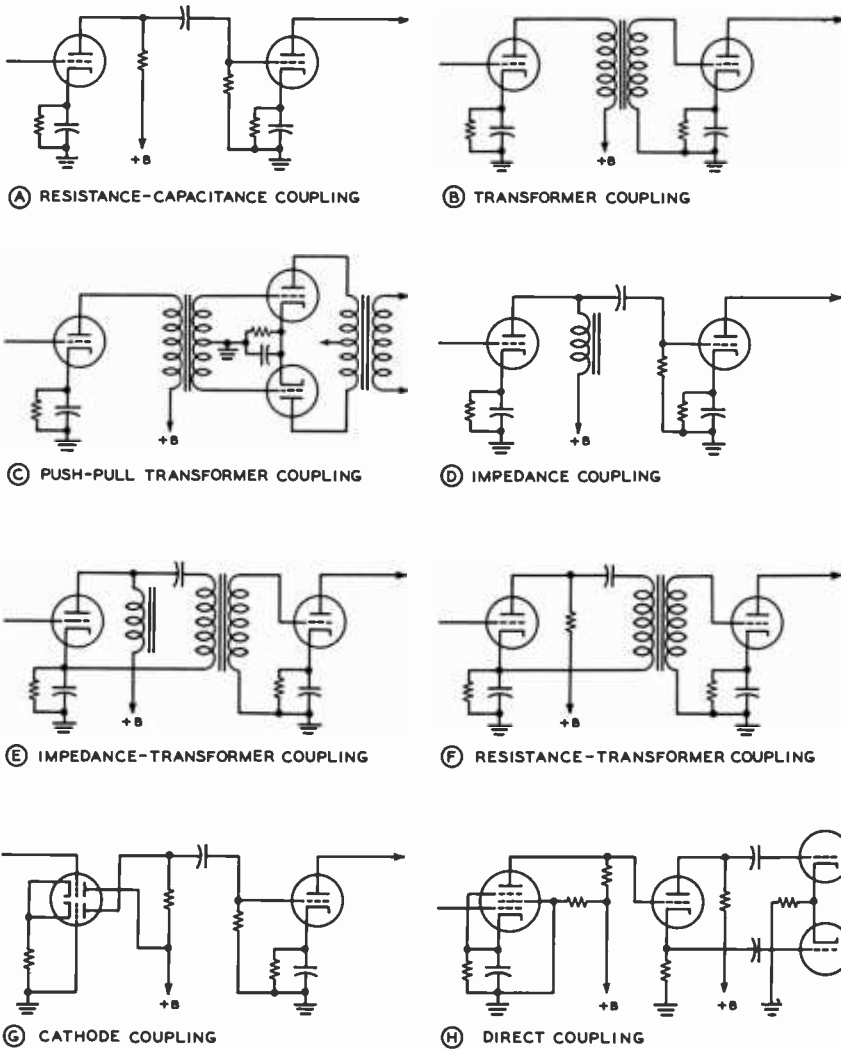 +B
Ⓐ RESISTANCE-CAPACITANCE COUPLING
+B
Ⓑ TRANSFORMER COUPLING
+B
Ⓒ PUSH-PULL TRANSFORMER COUPLING
+B
Ⓓ IMPEDANCE COUPLING
+B
Ⓔ IMPEDANCE-TRANSFORMER COUPLING
+B
Ⓕ RESISTANCE-TRANSFORMER COUPLING
+B
Ⓖ CATHODE COUPLING
+B +B
Ⓗ DIRECT COUPLING